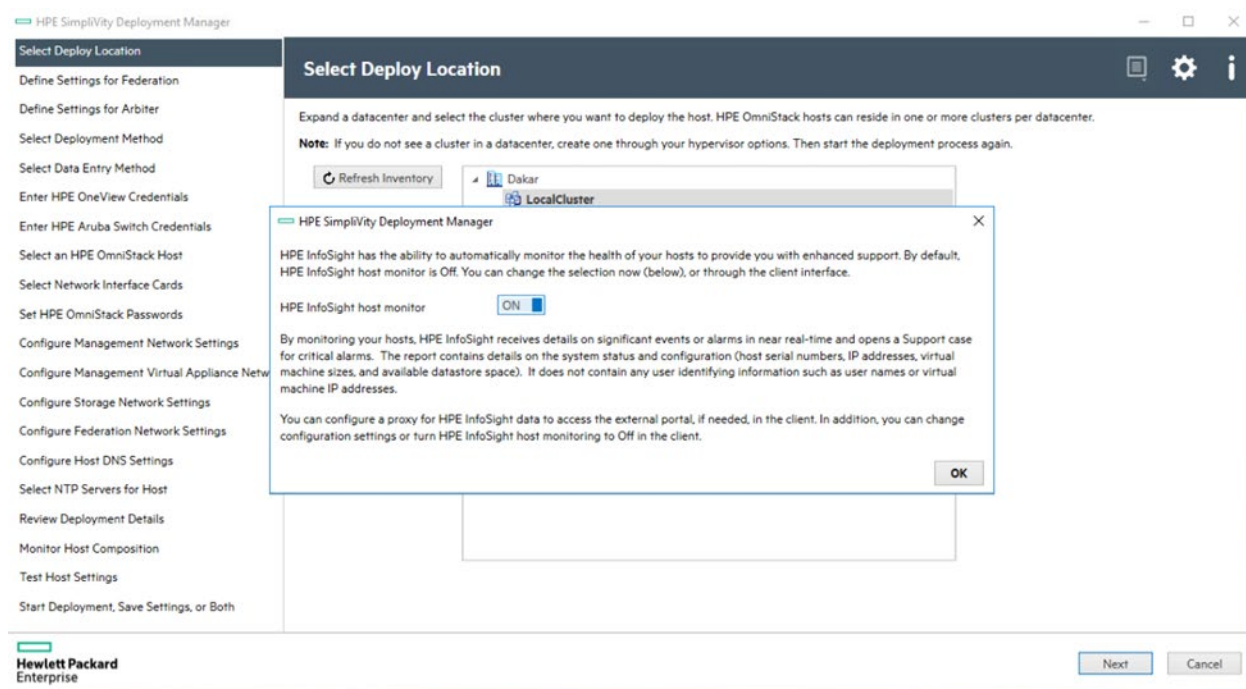 HPE SimpliVity Deployment Manager
Select Deploy Location
Define Settings for Federation
Define Settings for Arbiter
Select Deployment Method
Select Data Entry Method
Enter HPE OneView Credentials
Enter HPE Aruba Switch Credentials
Select an HPE OmniStack Host
Select Network Interface Cards
Set HPE OmniStack Passwords
Configure Management Network Settings
Configure Management Virtual Appliance Netw
Configure Storage Network Settings
Configure Federation Network Settings
Configure Host DNS Settings
Select NTP Servers for Host
Review Deployment Details
Monitor Host Composition
Test Host Settings
Start Deployment, Save Settings, or Both
Select Deploy Location
Expand a datacenter and select the cluster where you want to deploy the host. HPE OmniStack hosts can reside in one or more clusters per datacenter.
Note: If you do not see a cluster in a datacenter, create one through your hypervisor options. Then start the deployment process again.
Refresh Inventory
Dakar
LocalCluster
HPE SimpliVity Deployment Manager
HPE InfoSight has the ability to automatically monitor the health of your hosts to provide you with enhanced support. By default,
HPE InfoSight host monitor is Off. You can change the selection now (below), or through the client interface.
HPE InfoSight host monitor
ON
By monitoring your hosts, HPE InfoSight receives details on significant events or alarms in near real-time and opens a Support case
for critical alarms. The report contains details on the system status and configuration (host serial numbers, IP addresses, virtual
machine sizes, and available datastore space). It does not contain any user identifying information such as user names or virtual
machine IP addresses.
You can configure a proxy for HPE InfoSight data to access the external portal, if needed, in the client. In addition, you can change
configuration settings or turn HPE InfoSight host monitoring to Off in the client.
OK
Hewlett Packard
Enterprise
Next
Cancel